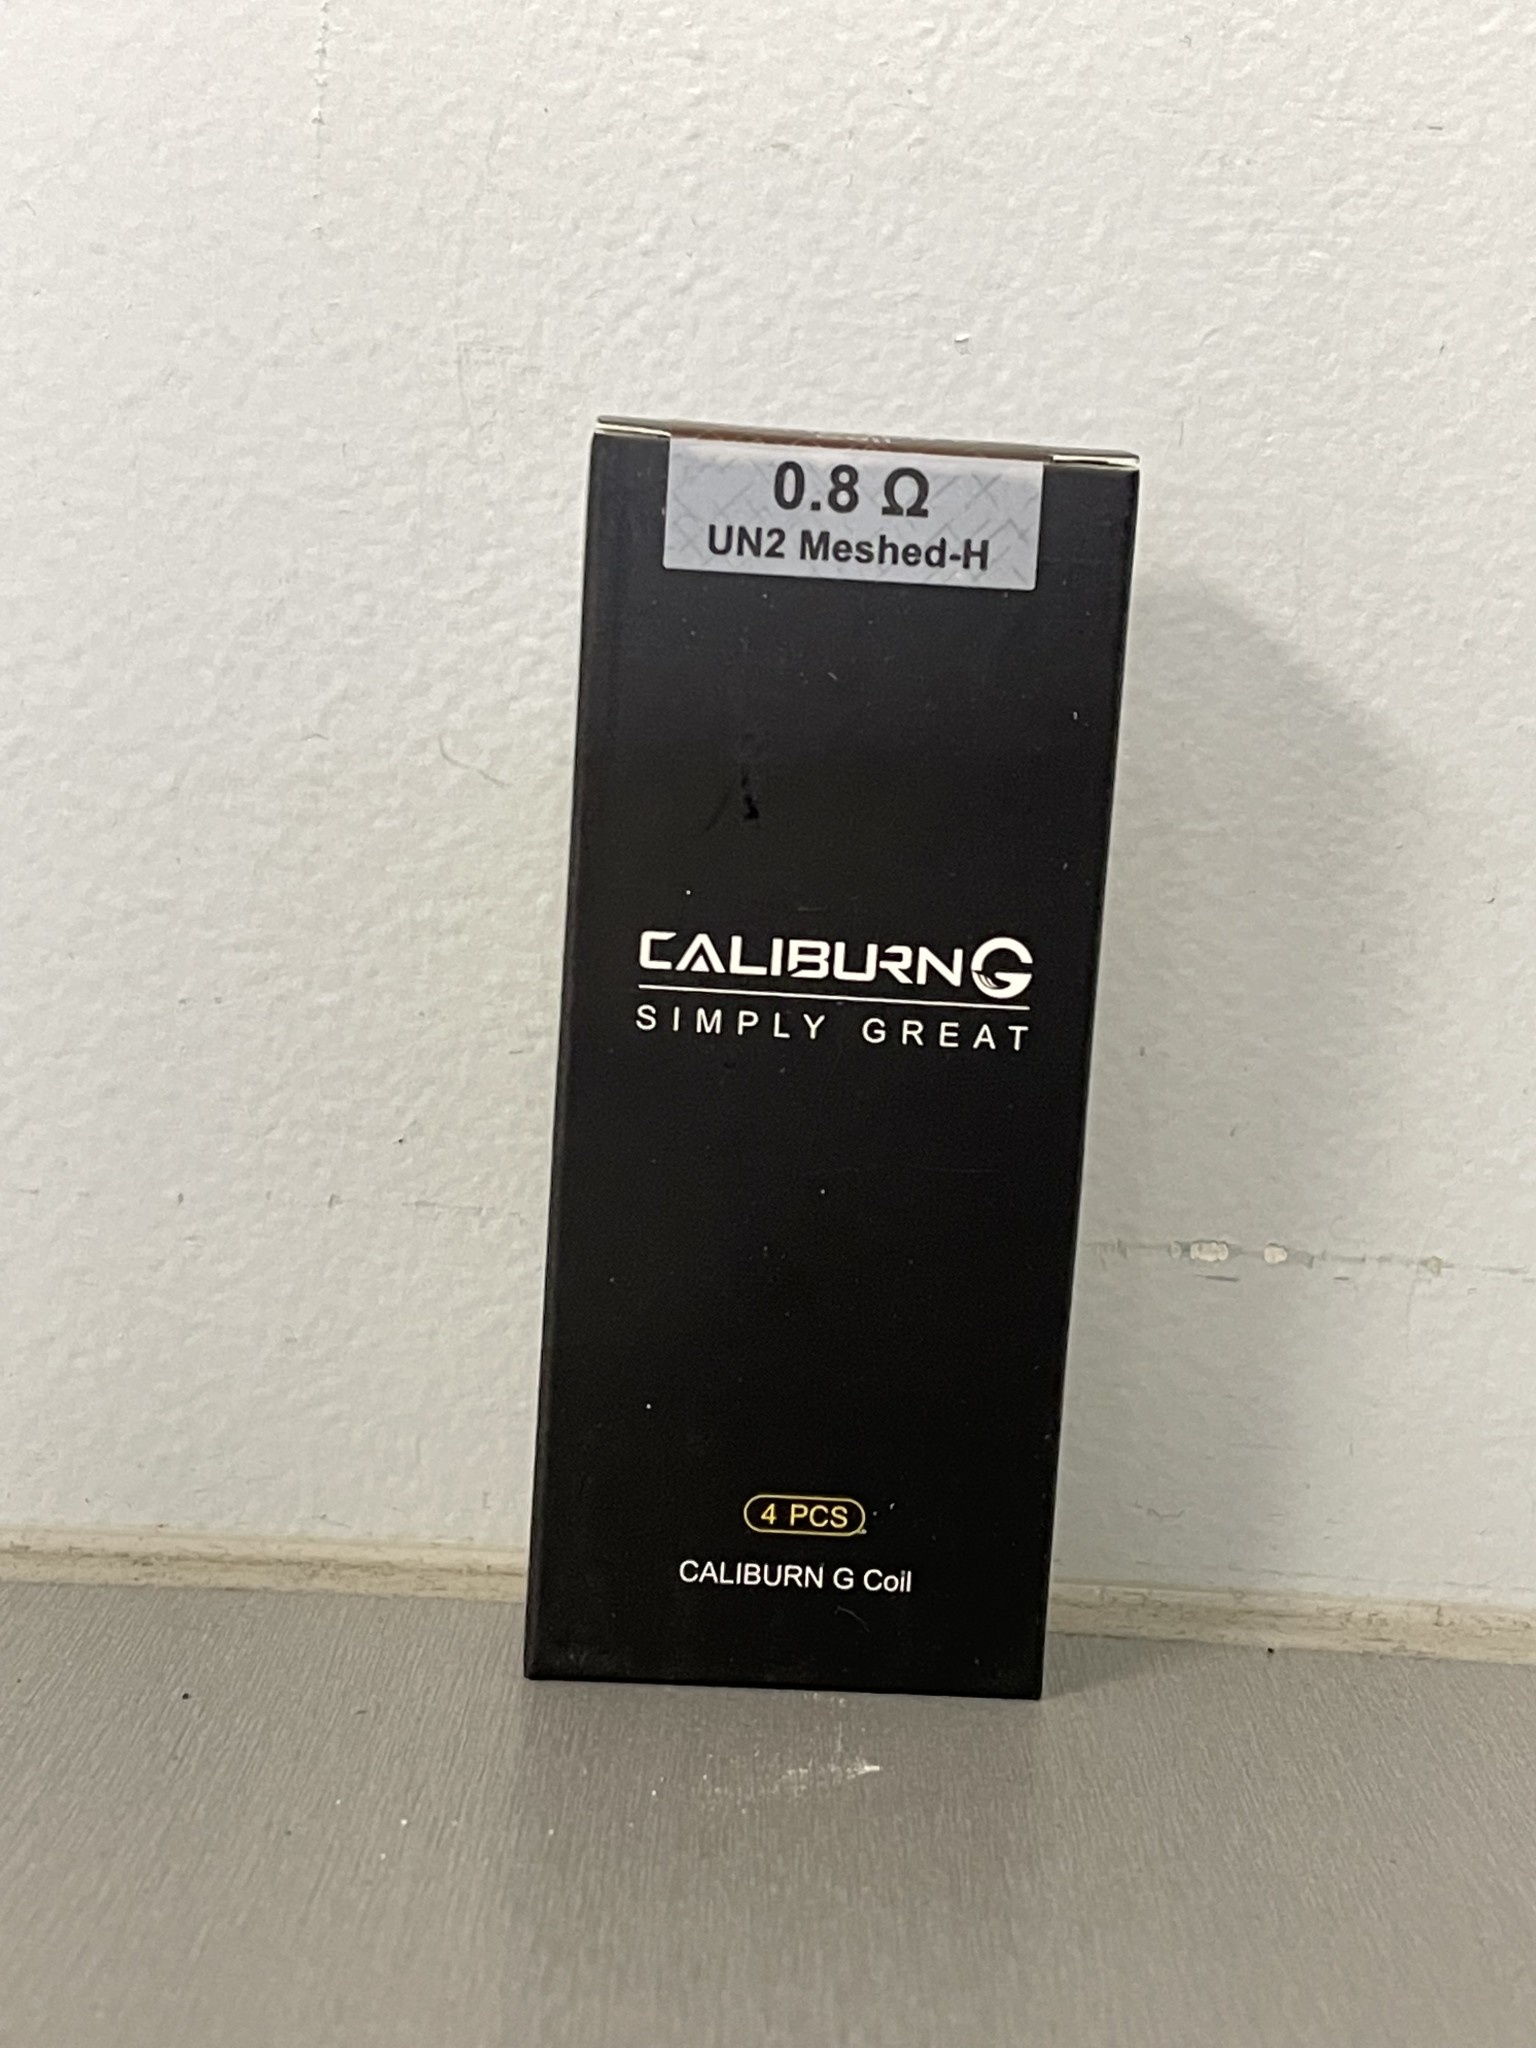 0.8 Ω
UN2 Meshed-H
CALIBURN G
SIMPLY GREAT
4 PCS
CALIBURN G Coil